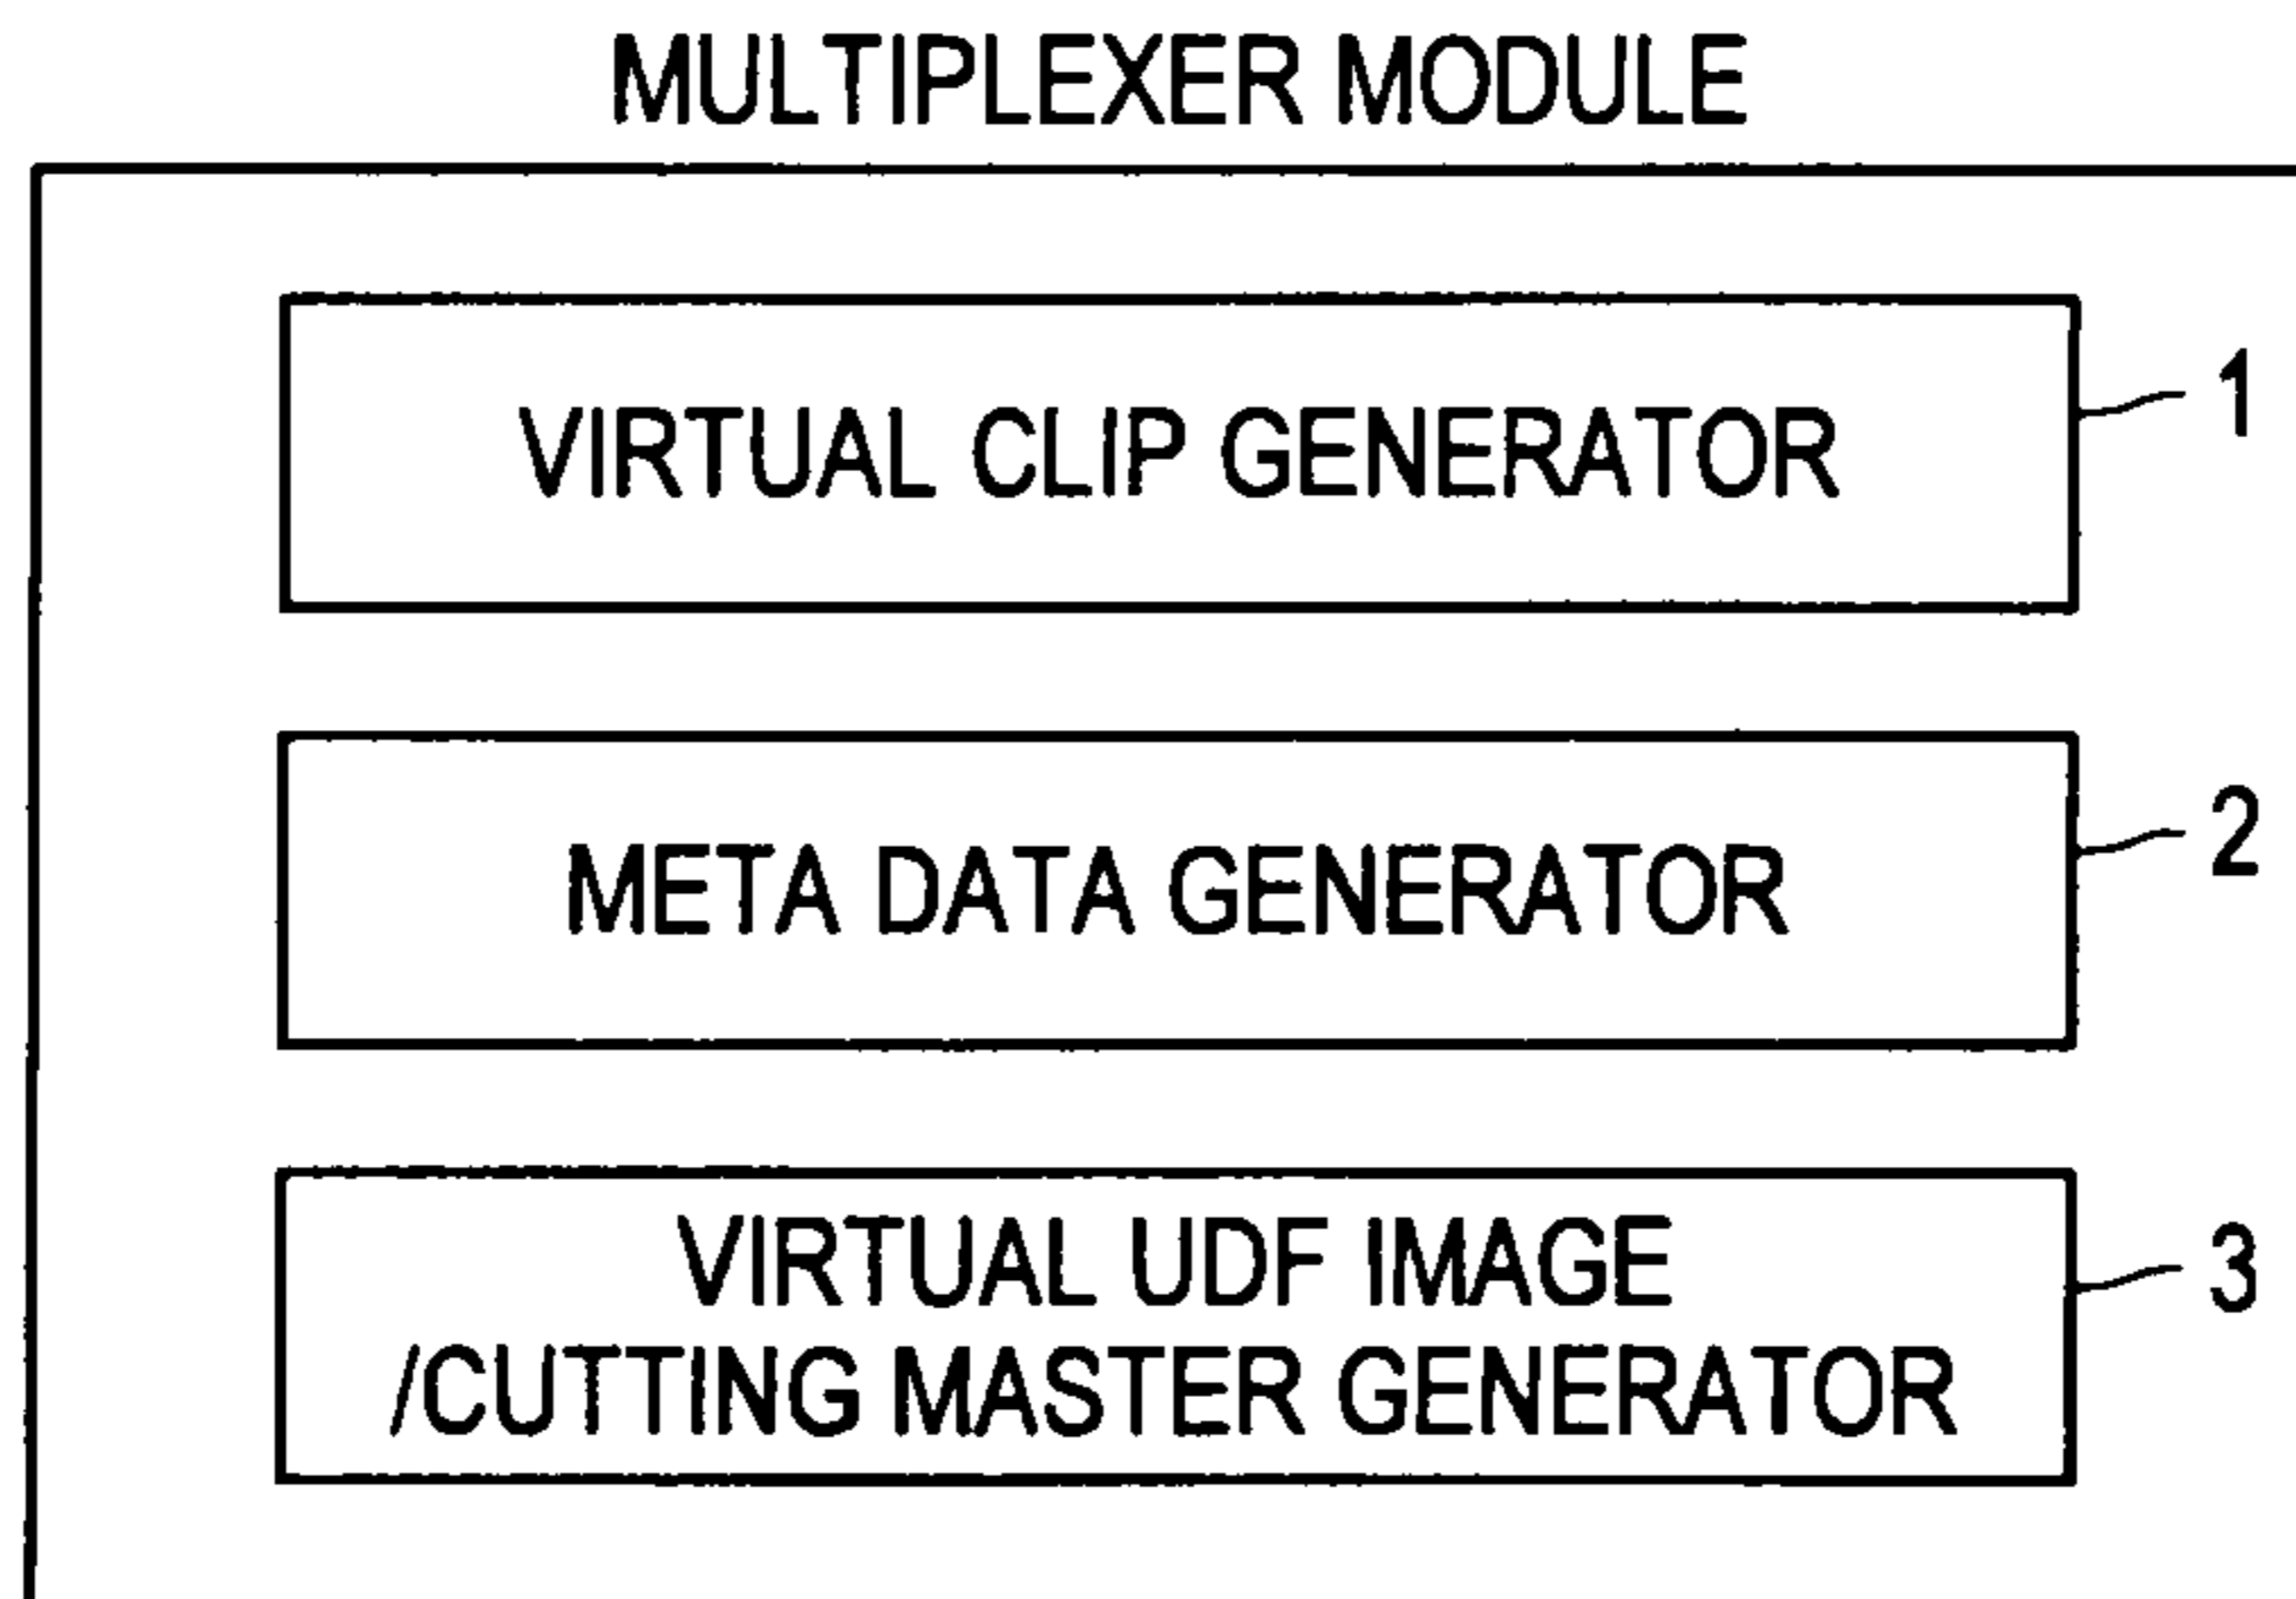 MULTIPLEXER MODULE
VIRTUAL CLIP GENERATOR
1
META DATA GENERATOR
2
VIRTUAL UDF IMAGE
/CUTTING MASTER GENERATOR
3